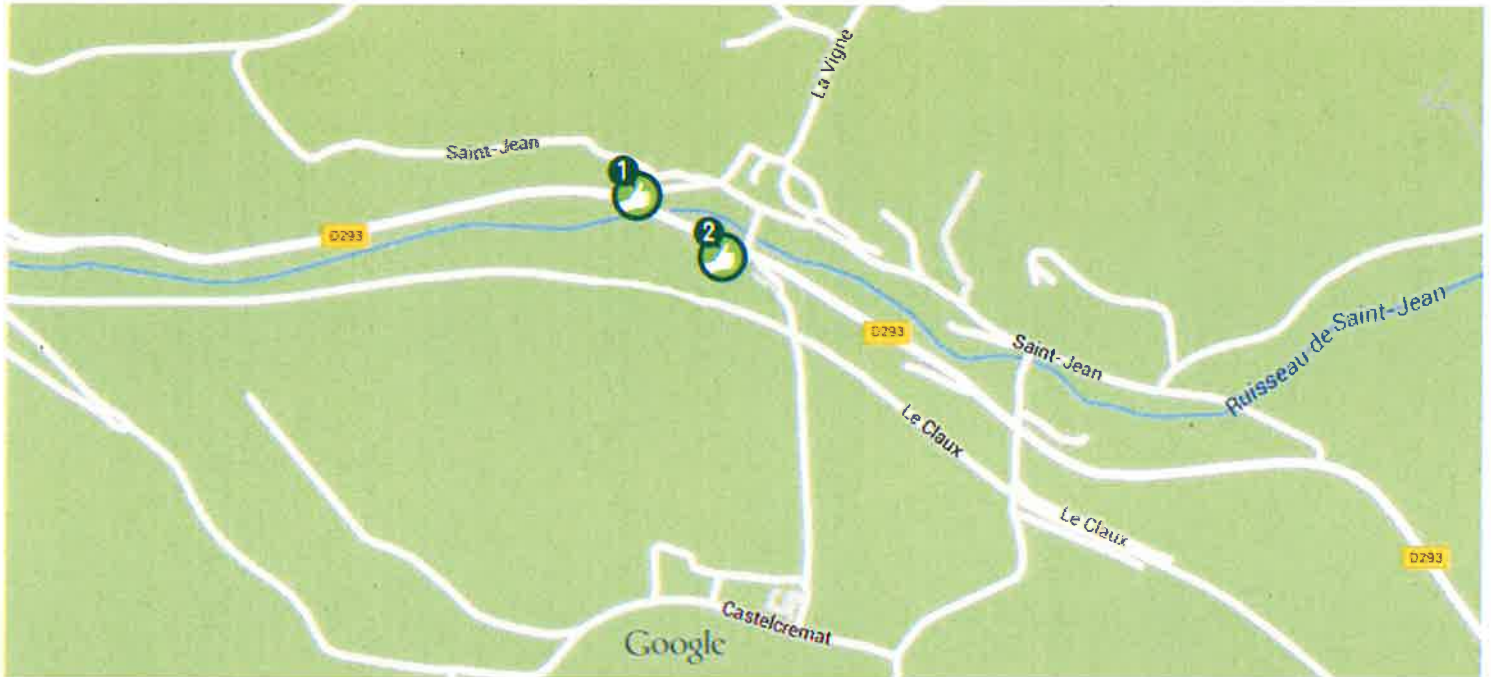 La Vigne
Saint-Jean
1
D293
2
D293
Saint-Jean
Ruisseau de Saint-Jean
Le Claux
Le Claux
D293
Castelcremat
Google